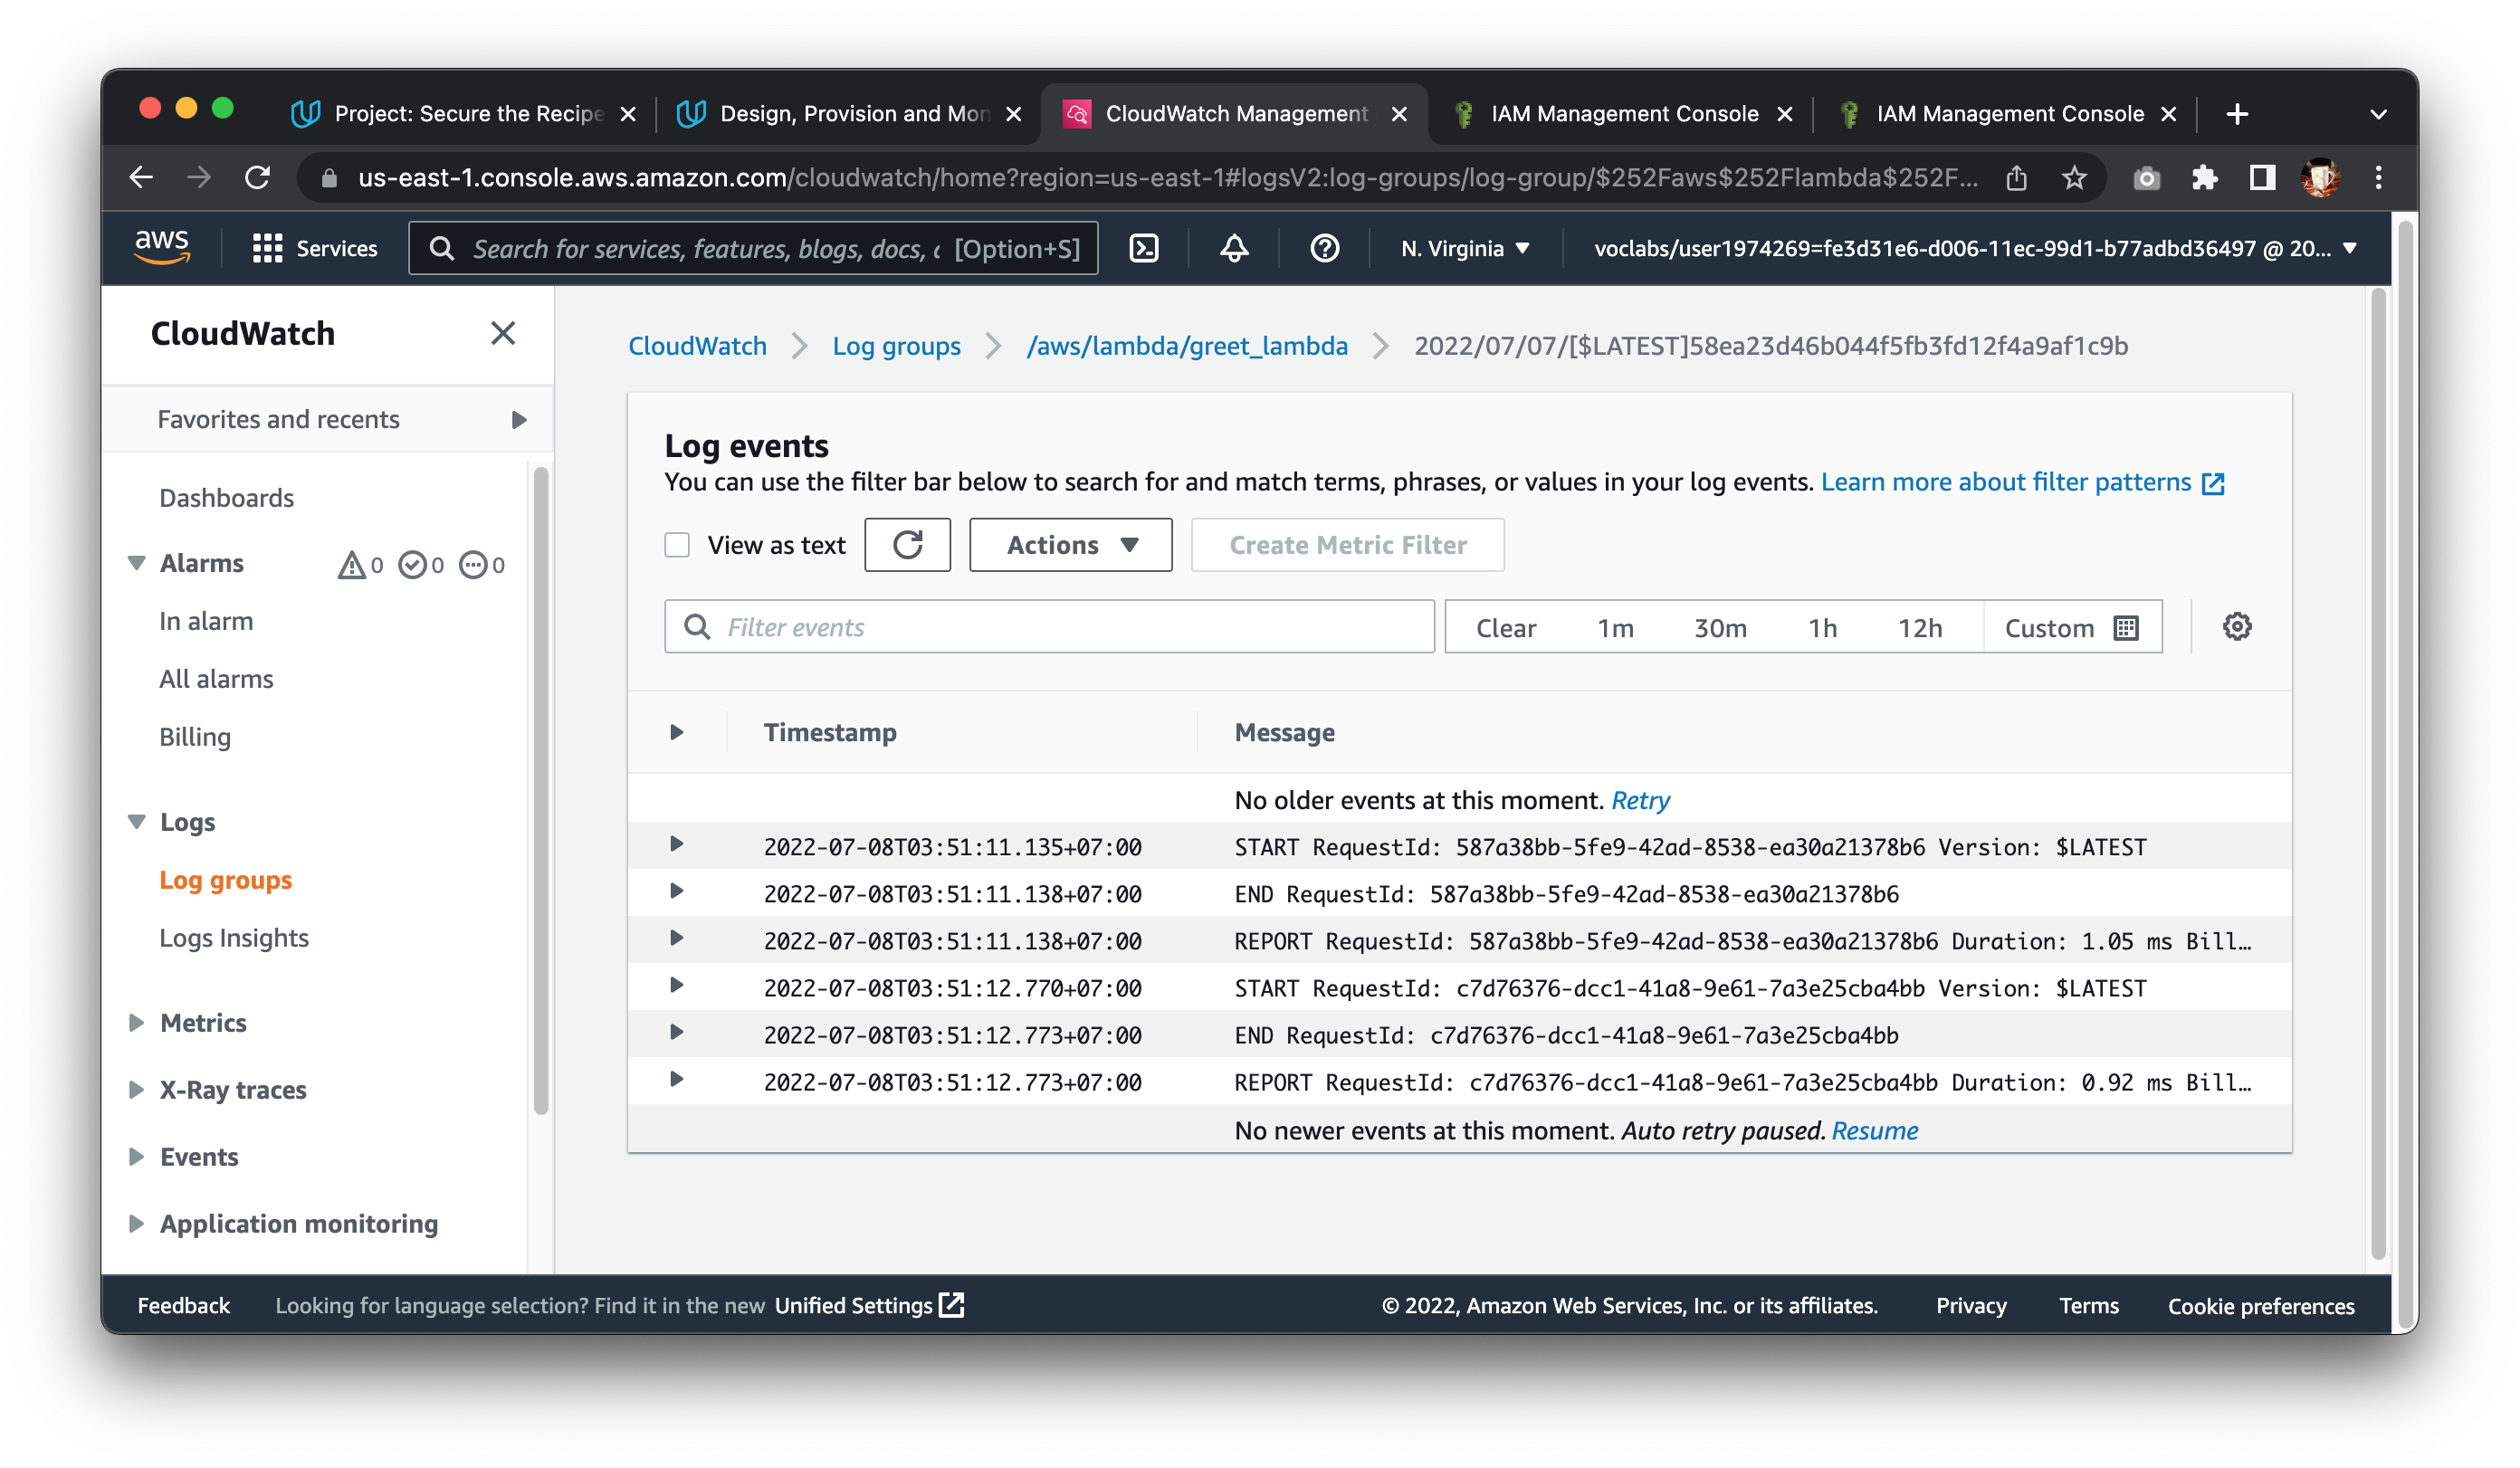 Project: Secure the Recipe
Design, Provision and Mon
CloudWatch Management
IAM Management Console
IAM Management Console
us-east-1.console.aws.amazon.com/cloudwatch/home?region=us-east-1#logsV2:log-groups/log-group/$252Faws$252Flambda$252F...
aws
Services
Search for services, features, blogs, docs, c [Option+S]
N. Virginia
voclabs/user1974269=fe3d31e6-d006-11ec-99d1-b77adbd36497 @ 20...
CloudWatch
Favorites and recents
Dashboards
Alarms 0 0 0
In alarm
All alarms
Billing
Logs
Log groups
Logs Insights
Metrics
X-Ray traces
Events
Application monitoring
CloudWatch
Log groups
/aws/lambda/greet_lambda
2022/07/07/[$LATEST]58ea23d46b044f5fb3fd12f4a9af1c9b
Log events
You can use the filter bar below to search for and match terms, phrases, or values in your log events. Learn more about filter patterns
View as text
Actions
Create Metric Filter
Filter events
Clear 1m 30m 1h 12h Custom
Timestamp Message
No older events at this moment. Retry
2022-07-08T03:51:11.135+07:00 START RequestId: 587a38bb-5fe9-42ad-8538-ea30a21378b6 Version: $LATEST
2022-07-08T03:51:11.138+07:00 END RequestId: 587a38bb-5fe9-42ad-8538-ea30a21378b6
2022-07-08T03:51:11.138+07:00 REPORT RequestId: 587a38bb-5fe9-42ad-8538-ea30a21378b6 Duration: 1.05 ms Bill…
2022-07-08T03:51:12.770+07:00 START RequestId: c7d76376-dcc1-41a8-9e61-7a3e25cba4bb Version: $LATEST
2022-07-08T03:51:12.773+07:00 END RequestId: c7d76376-dcc1-41a8-9e61-7a3e25cba4bb
2022-07-08T03:51:12.773+07:00 REPORT RequestId: c7d76376-dcc1-41a8-9e61-7a3e25cba4bb Duration: 0.92 ms Bill…
No newer events at this moment. Auto retry paused. Resume
Feedback
Looking for language selection? Find it in the new Unified Settings
© 2022, Amazon Web Services, Inc. or its affiliates.
Privacy
Terms
Cookie preferences